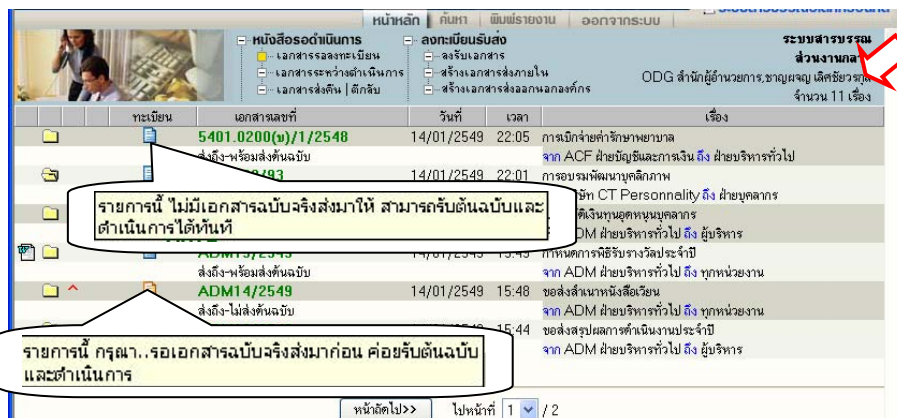 หน้าหลัก | ค้นหา | พิมพ์รายงาน | ออกจากระบบ
หนังสือรอดำเนินการ
เอกสารรอลงทะเบียน
เอกสารระหว่างดำเนินการ
เอกสารส่งคืน | ตีกลับ
ลงทะเบียนรับส่ง
ลงรับเอกสาร
สร้างเอกสารส่งภายใน
สร้างเอกสารส่งออกนอกองค์กร
ระบบสารบรรณ
ส่วนงานกลาง
ODG สำนักผู้อำนวยการ,ชาญผจญ เลิศชัยวรกุล
จำนวน 11 เรื่อง
ทะเบียน เอกสารเลขที่ วันที่ เวลา เรื่อง
5401.0200(บ)/1/2548 14/01/2549 22:05 การเบิกจ่ายค่ารักษาพยาบาล
ส่งถึง-พร้อมส่งต้นฉบับ จาก ACF ฝ่ายบัญชีและการเงิน ถึง ฝ่ายบริหารทั่วไป
/93 14/01/2549 22:01 การอบรมพัฒนาบุคลิกภาพ
CT Personnality ถึง ฝ่ายบุคลากร
รายการนี้ ไม่มีเอกสารฉบับจริงส่งมาให้ สามารถรับต้นฉบับและ
ดำเนินการได้ทันที
เงินทุนอุดหนุนบุคลากร
ฝ่ายบริหารทั่วไป ถึง ผู้บริหาร
กำหนดการพิธีรับรางวัลประจำปี
ส่งถึง-พร้อมส่งต้นฉบับ จาก ADM ฝ่ายบริหารทั่วไป ถึง ทุกหน่วยงาน
ADM14/2549 14/01/2549 15:48 ขอส่งสำเนาหนังสือเวียน
ส่งถึง-ไม่ส่งต้นฉบับ จาก ADM ฝ่ายบริหารทั่วไป ถึง ทุกหน่วยงาน
15:44 ขอส่งสรุปผลการดำเนินงานประจำปี
จาก ADM ฝ่ายบริหารทั่วไป ถึง ผู้บริหาร
รายการนี้ กรุณา..รอเอกสารฉบับจริงส่งมาก่อน ค่อยรับต้นฉบับ
และดำเนินการ
หน้าถัดไป>> ไปหน้าที่ 1 / 2